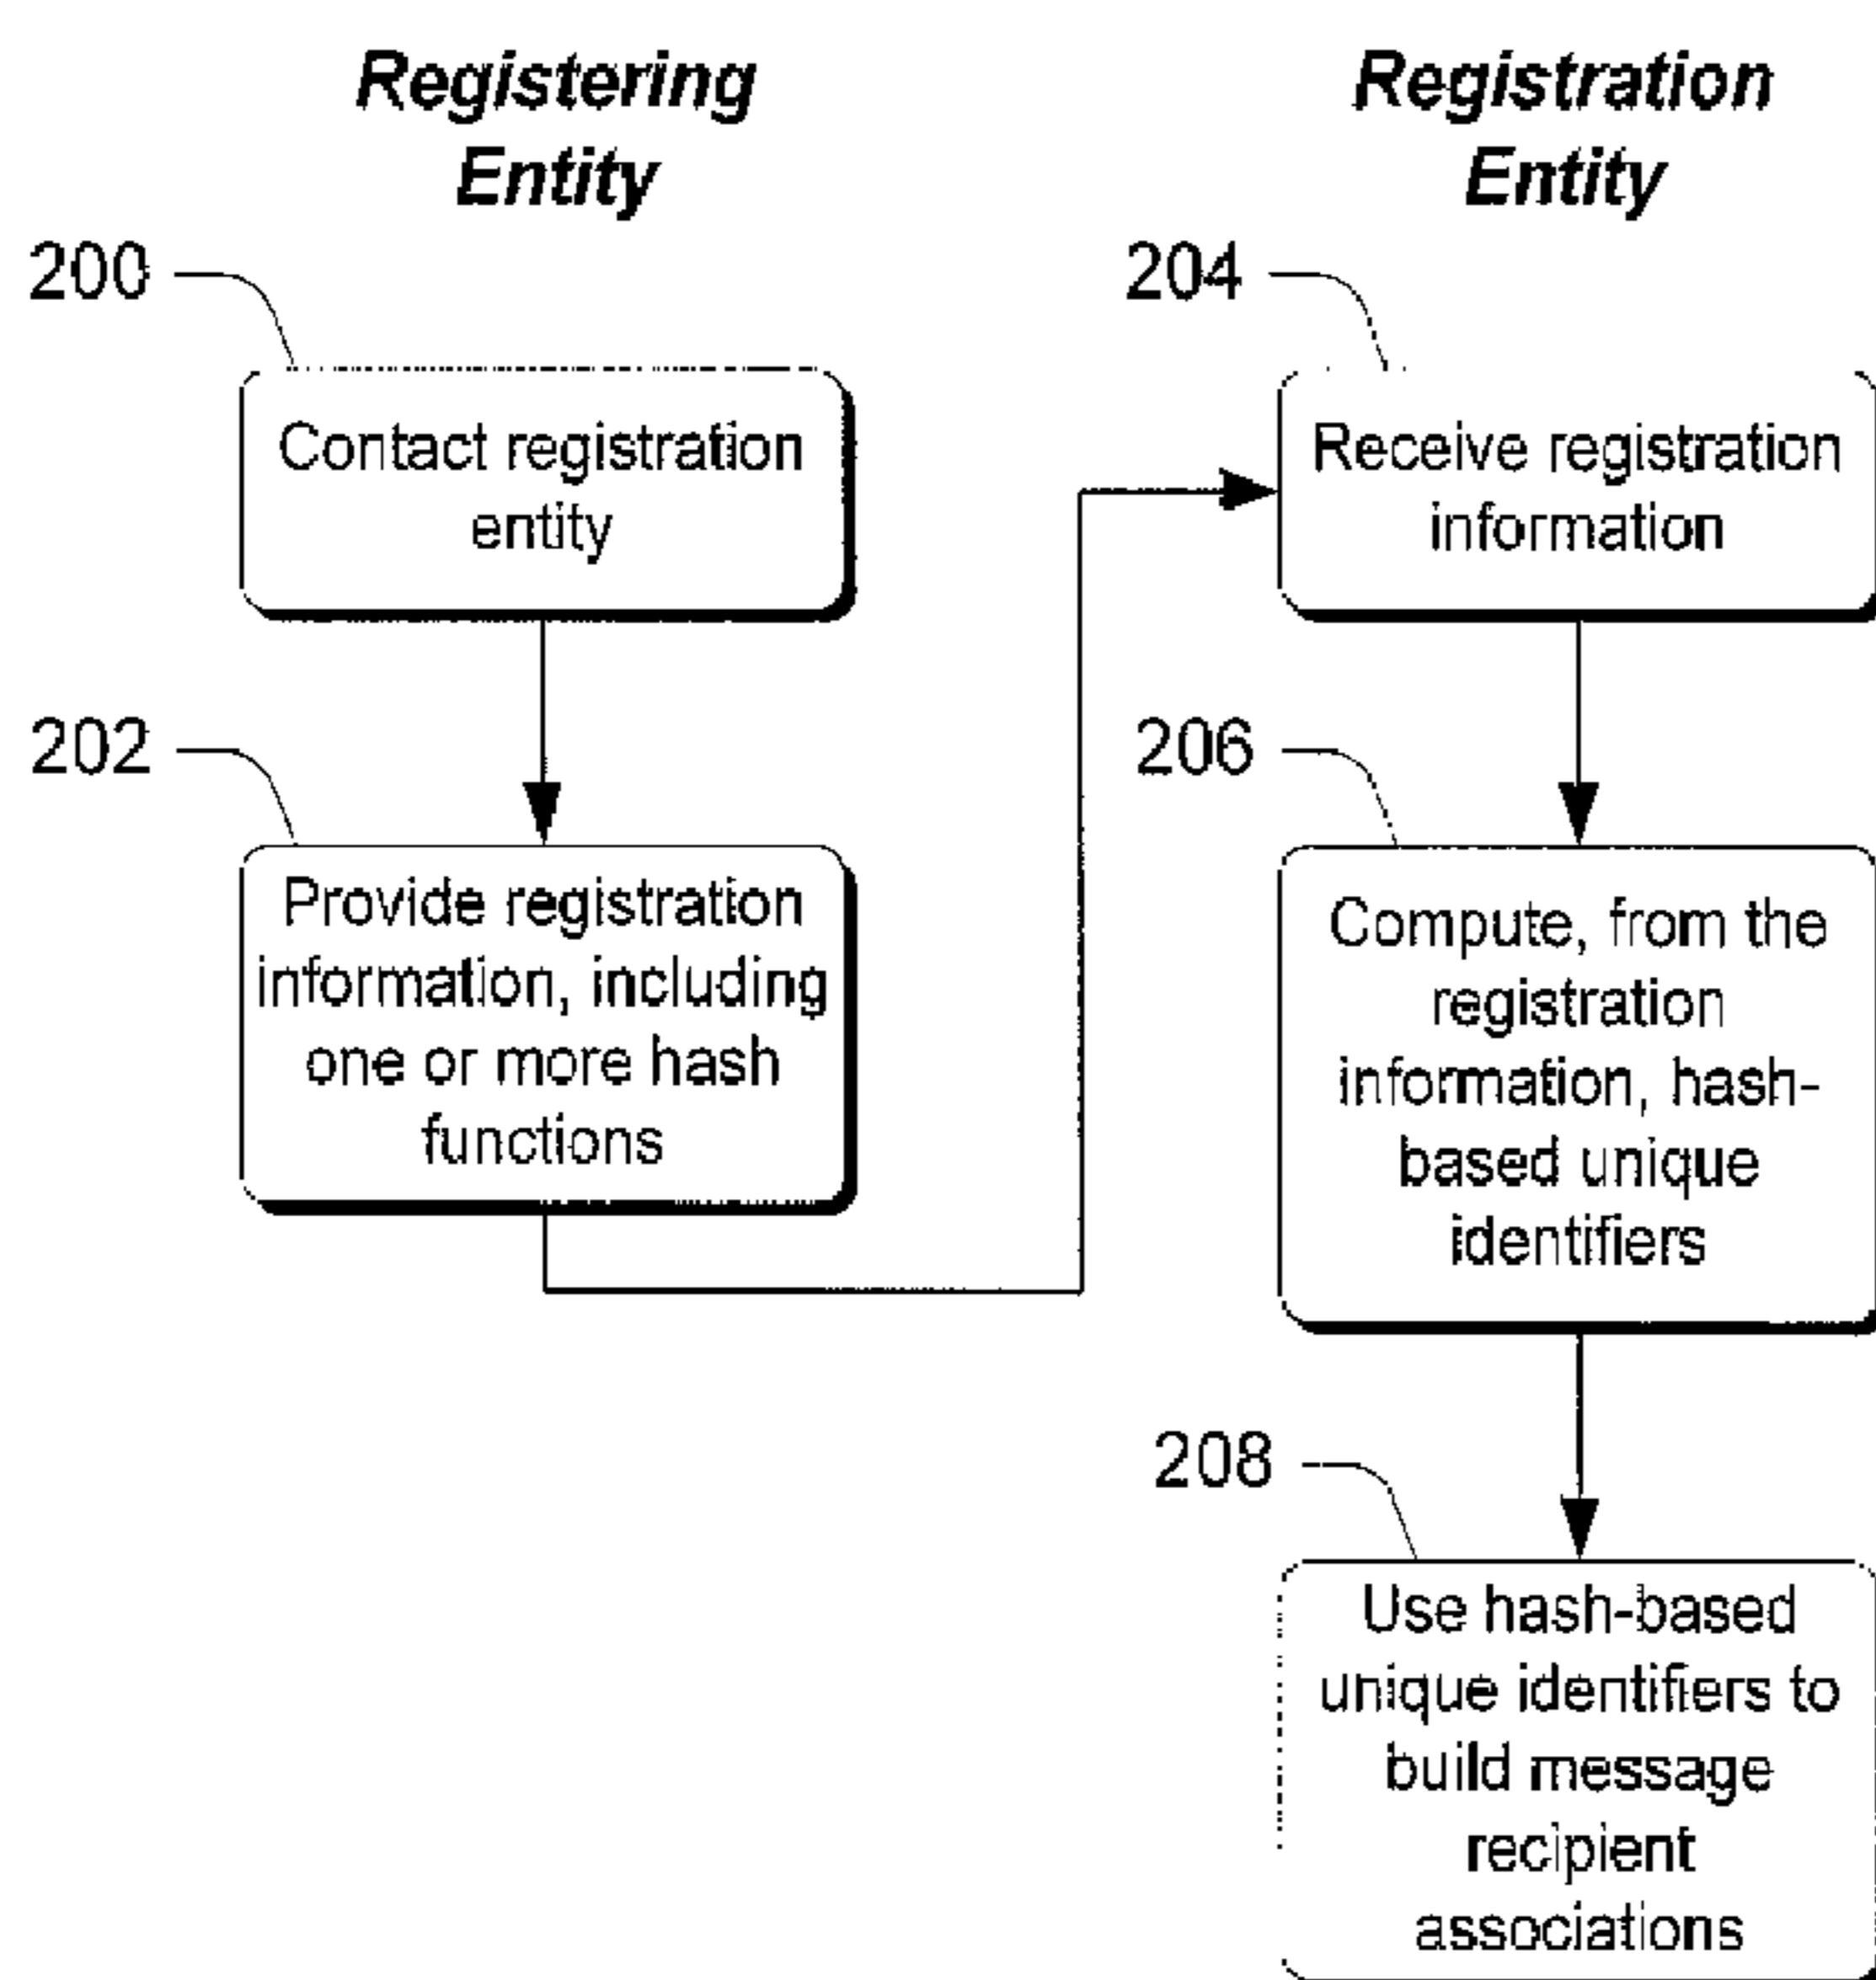 Registering
Entity
200
Contact registration
entity
202
Provide registration
information, including
one or more hash
functions
Registration
Entity
204
Receive registration
information
206
Compute, from the
registration
information, hash-
based unique
identifiers
208
Use hash-based
unique identifiers to
build message
recipient
associations